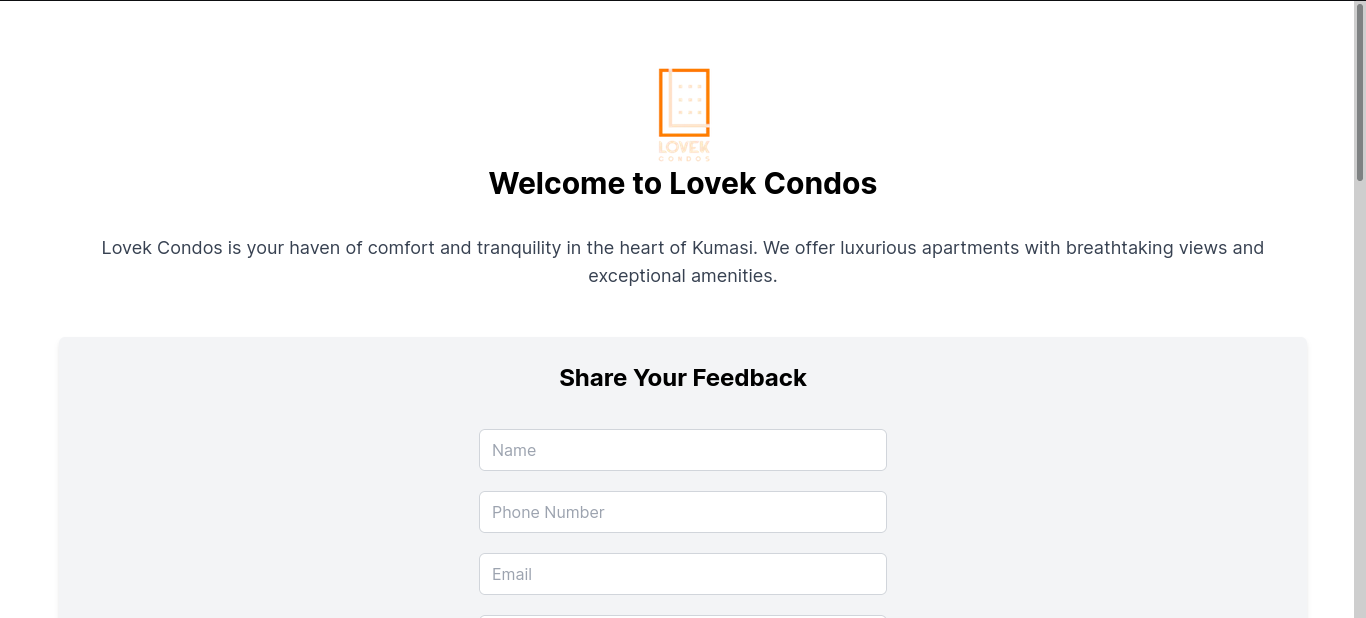 LOVEK
CONDOS
Welcome to Lovek Condos
Lovek Condos is your haven of comfort and tranquility in the heart of Kumasi. We offer luxurious apartments with breathtaking views and
exceptional amenities.
Share Your Feedback
Name
Phone Number
Email